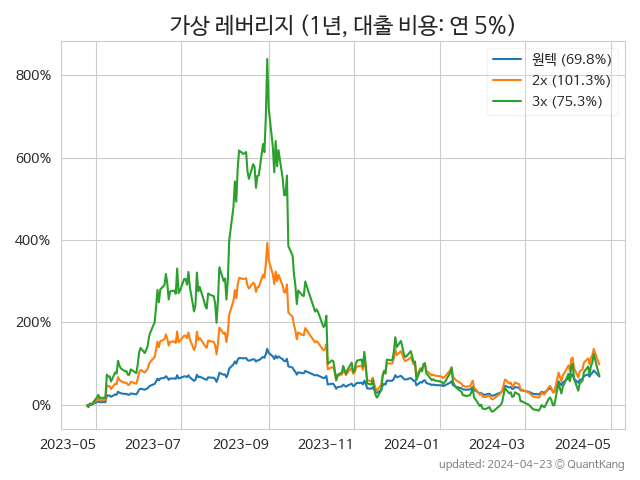 가상 레버리지 (1년, 대출 비용: 연 5%)
원텍 (69.8%)
2x (101.3%)
3x (75.3%)
800%
600%
400%
200%
0%
2023-05 2023-07 2023-09 2023-11 2024-01 2024-03 2024-05
updated: 2024-04-23 © QuantKang